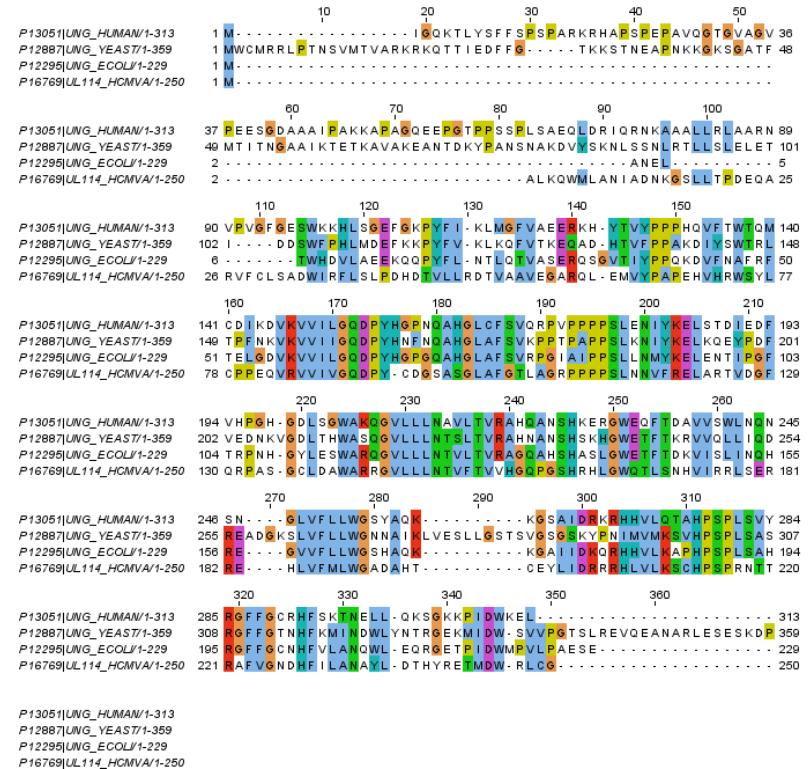 10 20 30 40 50
P13051|UNG_HUMAN/1-313 1 M-----------------IGQKTLYSFFSPSPARKRHAPSPEPAVQGTGVAGV 36
P12887|UNG_YEAST/1-359 1 MWCMRRLPTNSVMTVARKRKQTTIEDFFG-----TKKSTNEAPNKKGKSGATF 48
P12295|UNG_ECOLI/1-229 1 M----------------------------------------------------
P16769|UL114_HCMVA/1-250 1 M----------------------------------------------------
60 70 80 90 100
P13051|UNG_HUMAN/1-313 37 PEESGDAAAIPAKKAPAGQEEPGTPPSSPLSAEQLDRIQRNKAAALLRLAARN 89
P12887|UNG_YEAST/1-359 49 MTITNGAAIKTETKAVAKEANTDKYPANSNAKDVYSKNLSSNLRTLLSLELET 101
P12295|UNG_ECOLI/1-229 2 ---------------------------------------ANEL---------- 5
P16769|UL114_HCMVA/1-250 2 -----------------------------ALKQWMLANIADNKGSLLTPDEQA 25
110 120 130 140 150
P13051|UNG_HUMAN/1-313 90 VPVGFGESWKKHLSGEFGKPYFI-KLMGFVAEERKH-YTVYPPPHQVFTWTQM 140
P12887|UNG_YEAST/1-359 102 I----DDSWFPHLMDEFKKPYFV-KLKQFVTKEQAD-HTVFPPPAKDIYSWTRL 148
P12295|UNG_ECOLI/1-229 6 -------TWHDVLAEEKQQPYFL-NTLQTVASERQSGVTIYPPQKDVFNAFRF 50
P16769|UL114_HCMVA/1-250 26 RVFCLSADWIRFLSLPDHDTVLLRDTVAAVEGARQL-EMVYPAPEHVHRWSYL 77
160 170 180 190 200 210
P13051|UNG_HUMAN/1-313 141 CDIKDVKVVILGQDPYHGPNQAHGLCFSVQRPVPPPPSLENIYKELSTDIEDF 193
P12887|UNG_YEAST/1-359 149 TPFNKVKVVIIGQDPYHNFNQAHGLAFSVKPPTPAPPSLKNIYKELKQEYPDF 201
P12295|UNG_ECOLI/1-229 51 TELGDVKVVILGQDPYHGPGQAHGLAFSVRPGIAIPPSLLNMYKELENTIPGF 103
P16769|UL114_HCMVA/1-250 78 CPPEQVRVVIVGQDPY-CDGSASGLAFGTLAGRPPPPSLNNVFRELARTVDGF 129
220 230 240 250 260
P13051|UNG_HUMAN/1-313 194 VHPGH-GDLSGWAKQGVLLLNAVLTVRAHQANSHKERGWEQFTDAVVSWLNQN 245
P12887|UNG_YEAST/1-359 202 VEDNKVGDLTHWASQGVLLLNTSLTVRAHNANSHSKHGWETFTKRVVQLLIQD 254
P12295|UNG_ECOLI/1-229 104 TRPNH-GYLESWARQGVLLLNTVLTVRAGQAHSHASLGWETFTDKVISLINQH 155
P16769|UL114_HCMVA/1-250 130 QRPAS-GCLDAWARRGVLLLNTVFTVVHGQPGSHRHLGWQTLSNHVIRRLSER 181
270 280 290 300 310
P13051|UNG_HUMAN/1-313 246 SN----GLVFLLWGSYAQK----------KGSAIDRKRHHVLQTAHPSPLSVY 284
P12887|UNG_YEAST/1-359 255 READGKSLVFLLWGNNAIKLVESLLGSTSVGSGSKYPNIMVMKSVHPSPLSAS 307
P12295|UNG_ECOLI/1-229 156 RE----GVVFLLWGSHAQK----------KGAIIDKQRHHVLKAPHPSPLSAH 194
P16769|UL114_HCMVA/1-250 182 RE----HLVFMLWGADAHT----------CEYLIDRRRHLVLKSCHPSPRNTT 220
320 330 340 350 360
P13051|UNG_HUMAN/1-313 285 RGFFGCRHFSKTNELL-QKSGKKPIDWKEL----------------------- 313
P12887|UNG_YEAST/1-359 308 RGFFGTNHFKMINDWLYNTRGEKMIDW-SVVPGTSLREVQEANARLESESKDP 359
P12295|UNG_ECOLI/1-229 195 RGFFGCNHFVLANQWL-EQRGETPIDWMPVLPAESE----------------- 229
P16769|UL114_HCMVA/1-250 221 RAFVGNDHFILANAYL-DTHYRETMDW-RLCG--------------------- 250
P13051|UNG_HUMAN/1-313
P12887|UNG_YEAST/1-359
P12295|UNG_ECOLI/1-229
P16769|UL114_HCMVA/1-250